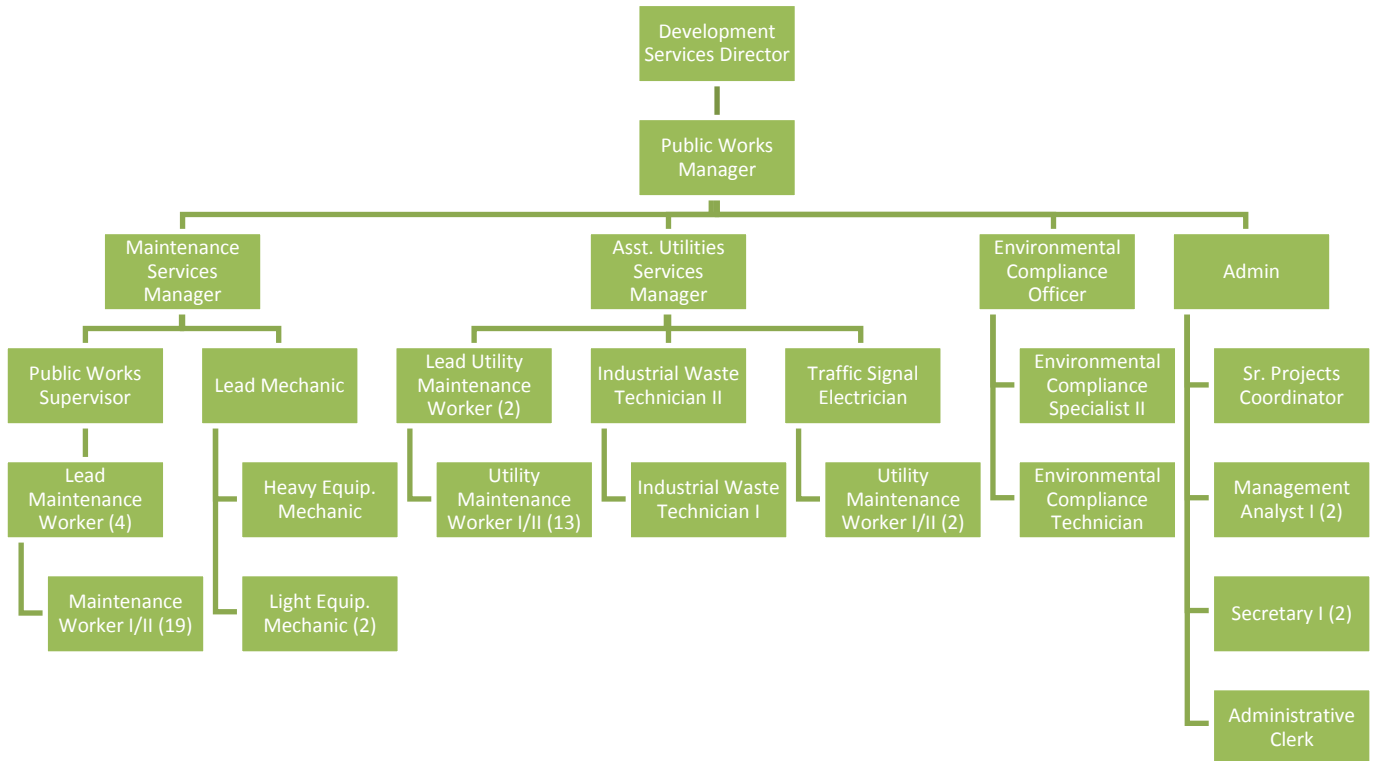 Development
Services Director
Public Works
Manager
Maintenance
Services
Manager
Asst. Utilities
Services
Manager
Environmental
Compliance
Officer
Admin
Public Works
Supervisor
Lead Mechanic
Lead Utility
Maintenance
Worker (2)
Industrial Waste
Technician II
Traffic Signal
Electrician
Environmental
Compliance
Specialist II
Sr. Projects
Coordinator
Lead
Maintenance
Worker (4)
Heavy Equip.
Mechanic
Utility
Maintenance
Worker I/II (13)
Industrial Waste
Technician I
Utility
Maintenance
Worker I/II (2)
Environmental
Compliance
Technician
Management
Analyst I (2)
Maintenance
Worker I/II (19)
Light Equip.
Mechanic (2)
Secretary I (2)
Administrative
Clerk